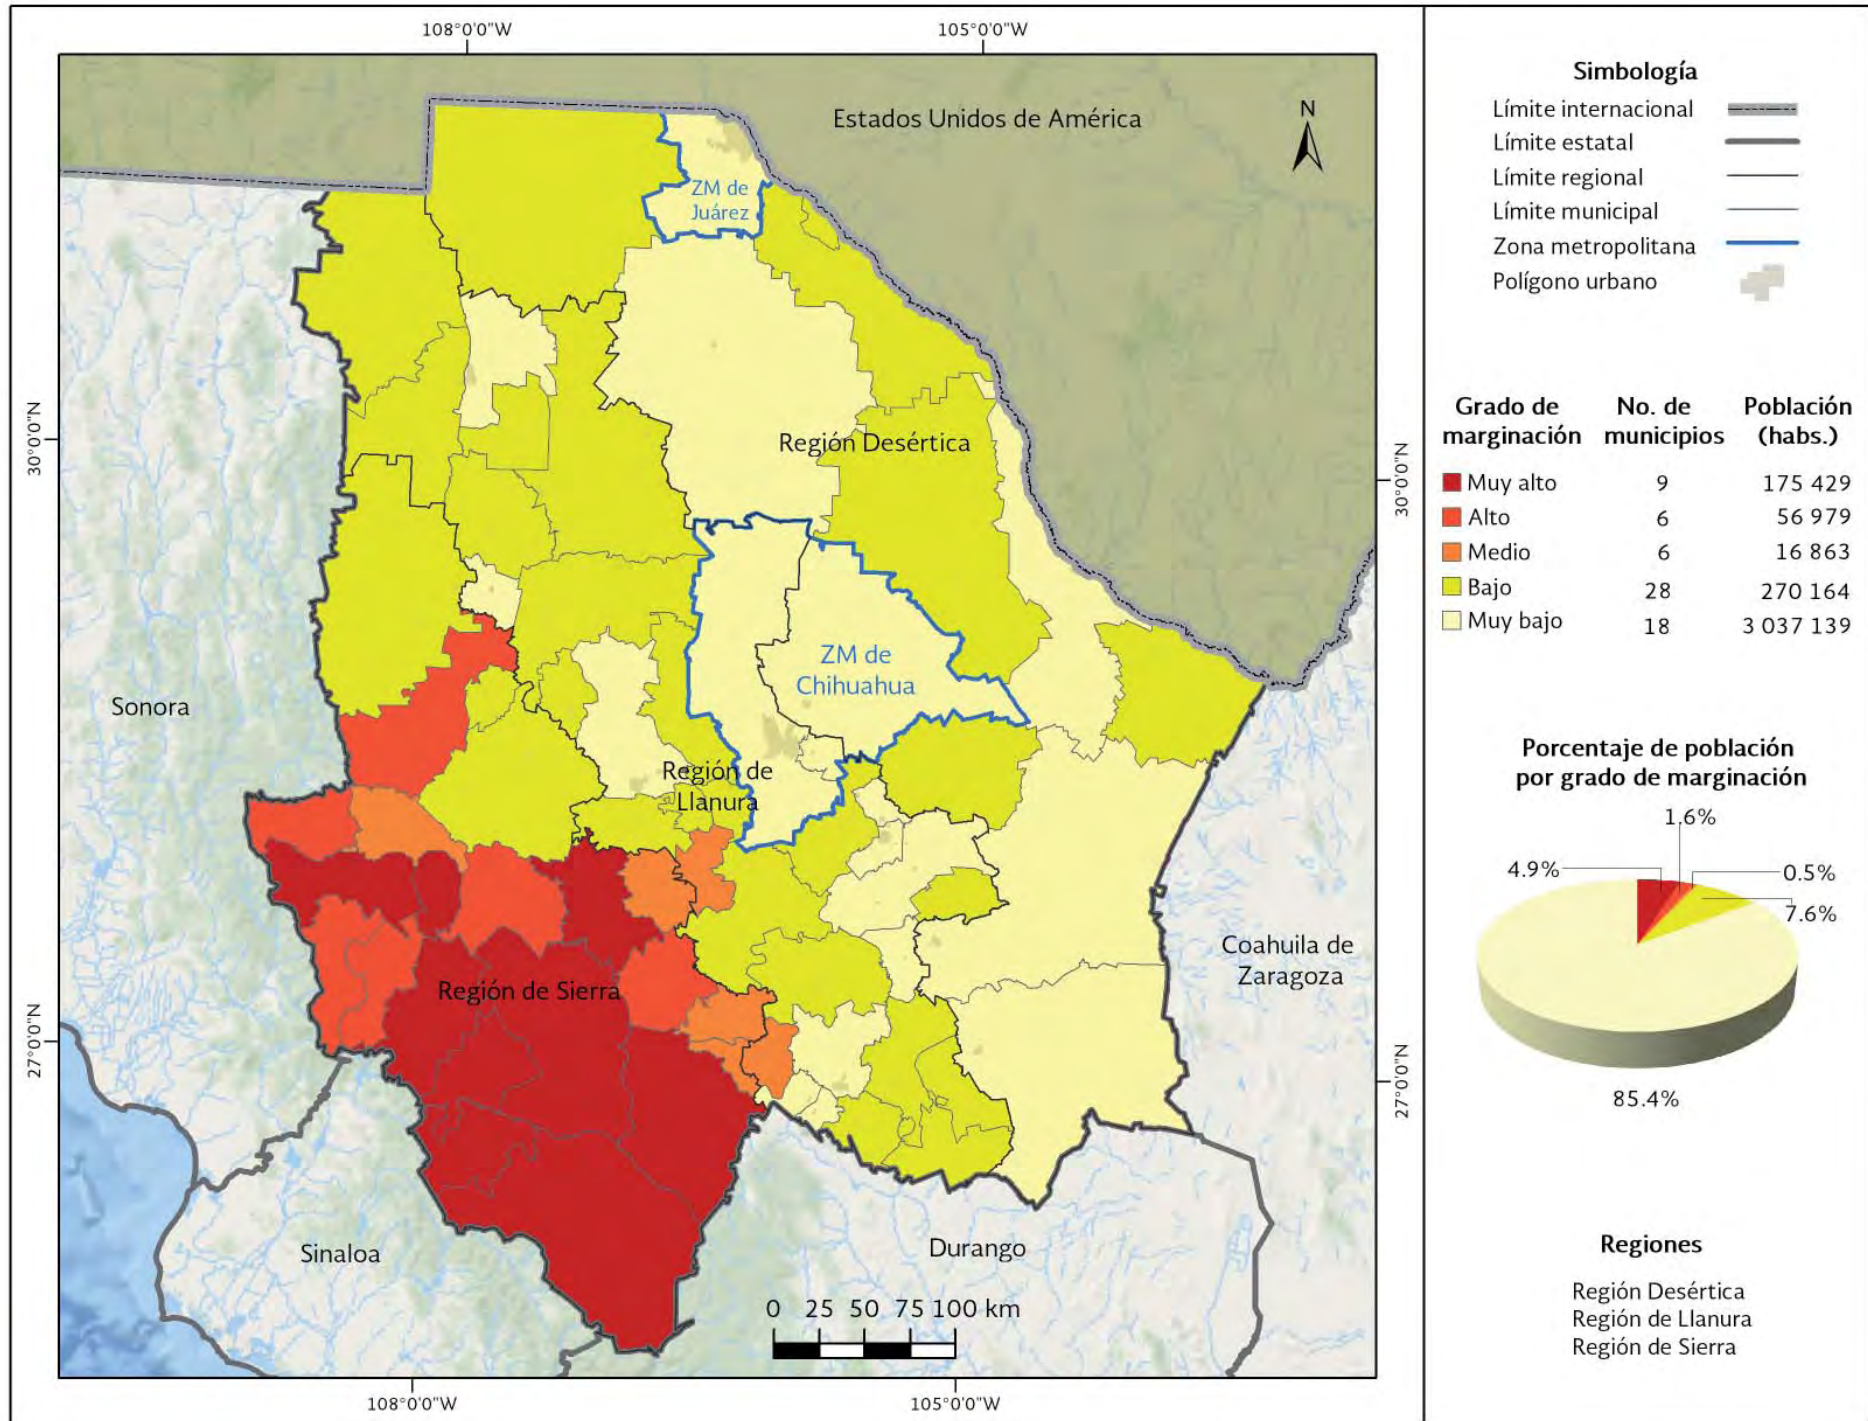 108°0'0"W
105°0'0"W
Estados Unidos de América
N
ZM de
Juárez
30°0'0"N
30°0'0"N
Región Desértica
ZM de
Chihuahua
Sonora
Región de
Llanura
Región de Sierra
Coahuila de
Zaragoza
27°0'0"N
27°0'0"N
Sinaloa
Durango
0 25 50 75 100 km
108°0'0"W
105°0'0"W
Simbología
Límite internacional
Límite estatal
Límite regional
Límite municipal
Zona metropolitana
Polígono urbano
Grado de marginación No. de municipios Población (habs.)
Muy alto 9 175 429
Alto 6 56 979
Medio 6 16 863
Bajo 28 270 164
Muy bajo 18 3 037 139
Porcentaje de población
por grado de marginación
1.6%
4.9%
0.5%
7.6%
85.4%
Regiones
Región Desértica
Región de Llanura
Región de Sierra